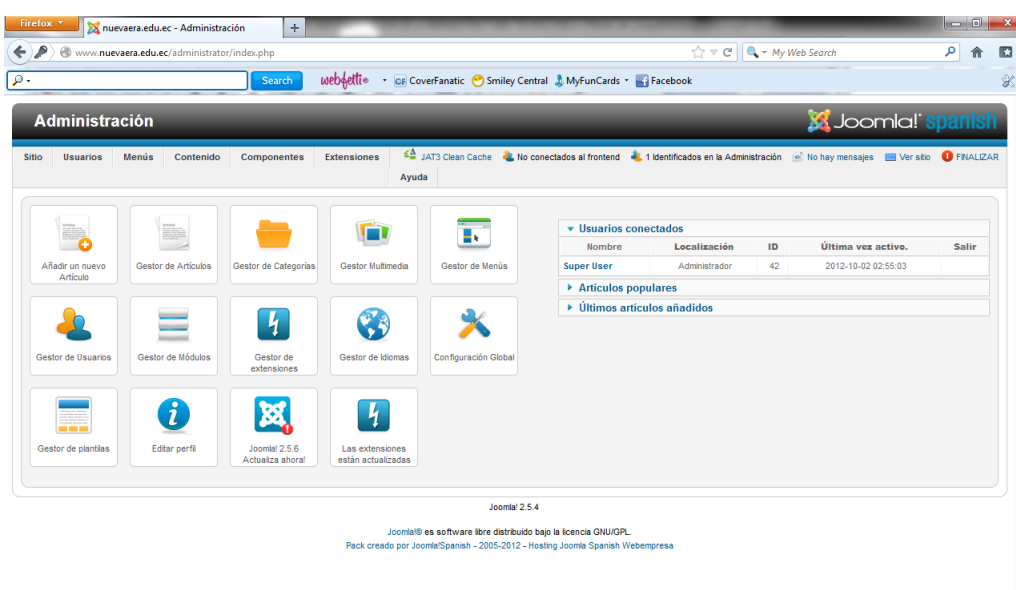 Firefox
nuevaera.edu.ec - Administración
www.nuevaera.edu.ec/administrator/index.php
My Web Search
Search webfetti CF CoverFanatic Smiley Central MyFunCards Facebook
Administración
Joomla!® spanish
Sitio Usuarios Menús Contenido Componentes Extensiones JAT3 Clean Cache No conectados al frontend 1 Identificados en la Administración No hay mensajes Ver sitio FINALIZAR
Ayuda
Añadir un nuevo
Artículo
Gestor de Artículos
Gestor de Categorías
Gestor Multimedia
Gestor de Menús
Gestor de Usuarios
Gestor de Módulos
Gestor de
extensiones
Gestor de Idiomas
Configuración Global
Gestor de plantilas
Editar perfil
Joomla! 2.5.6
Actualiza ahora!
Las extensiones
están actualizadas
Usuarios conectados
Nombre Localización ID Última vez activo. Salir
Super User Administrador 42 2012-10-02 02:55:03
Artículos populares
Últimos artículos añadidos
Joomla! 2.5.4
Joomla!® es software libre distribuido bajo la licencia GNU/GPL.
Pack creado por Joomla!Spanish - 2005-2012 - Hosting Joomla Spanish Webempresa